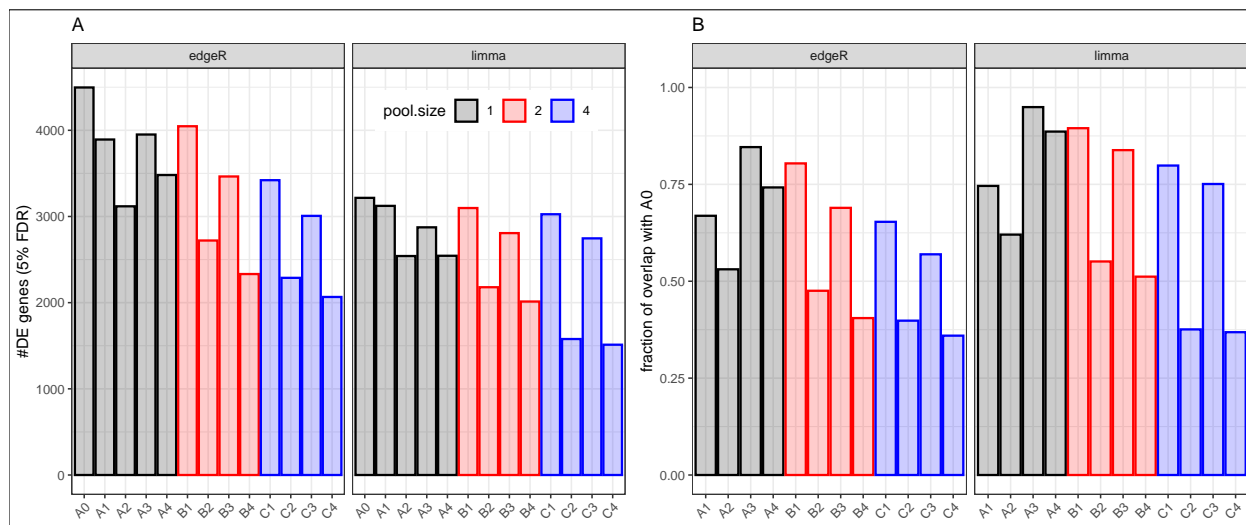 A
B
edgeR
limma
edgeR
limma
pool.size 1 2 4
#DE genes (5% FDR)
4000
3000
2000
1000
0
A0 A1 A2 A3 A4 B1 B2 B3 B4 C1 C2 C3 C4
A0 A1 A2 A3 A4 B1 B2 B3 B4 C1 C2 C3 C4
fraction of overlap with A0
1.00
0.75
0.50
0.25
0.00
A1 A2 A3 A4 B1 B2 B3 B4 C1 C2 C3 C4
A1 A2 A3 A4 B1 B2 B3 B4 C1 C2 C3 C4